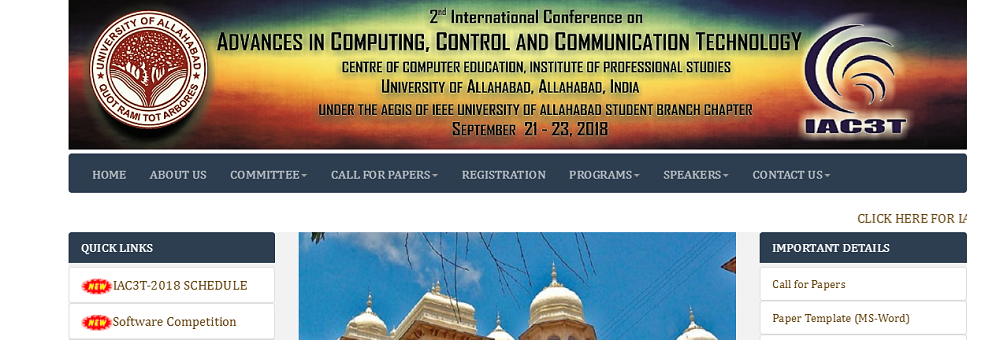 UNIVERSITY OF ALLAHABAD
QUOT RAMI TOT ARBORES
2nd International Conference on
ADVANCES IN COMPUTING, CONTROL AND COMMUNICATION TECHNOLOGY
CENTRE OF COMPUTER EDUCATION, INSTITUTE OF PROFESSIONAL STUDIES
UNIVERSITY OF ALLAHABAD, ALLAHABAD, INDIA
UNDER THE AEGIS OF IEEE UNIVERSITY OF ALLAHABAD STUDENT BRANCH CHAPTER
SEPTEMBER 21 - 23, 2018
IAC3T
HOME ABOUT US COMMITTEE CALL FOR PAPERS REGISTRATION PROGRAMS SPEAKERS CONTACT US
CLICK HERE FOR IA
QUICK LINKS
NEW IAC3T-2018 SCHEDULE
NEW Software Competition
IMPORTANT DETAILS
Call for Papers
Paper Template (MS-Word)